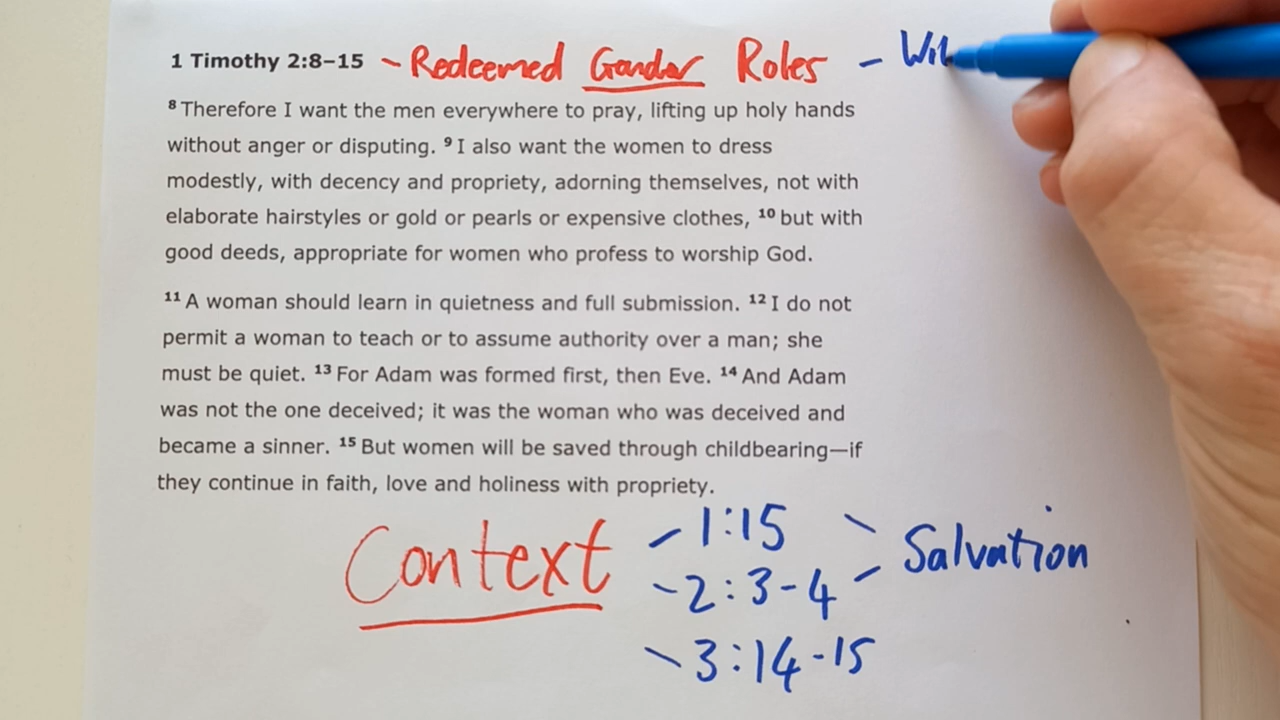 1 Timothy 2:8–15 ~ Redeemed Gender Roles – Wil
⁸ Therefore I want the men everywhere to pray, lifting up holy hands
without anger or disputing. ⁹ I also want the women to dress
modestly, with decency and propriety, adorning themselves, not with
elaborate hairstyles or gold or pearls or expensive clothes, ¹⁰ but with
good deeds, appropriate for women who profess to worship God.
¹¹ A woman should learn in quietness and full submission. ¹² I do not
permit a woman to teach or to assume authority over a man; she
must be quiet. ¹³ For Adam was formed first, then Eve. ¹⁴ And Adam
was not the one deceived; it was the woman who was deceived and
became a sinner. ¹⁵ But women will be saved through childbearing—if
they continue in faith, love and holiness with propriety.
Context – 1:15
– 2:3-4 – Salvation
– 3:14-15